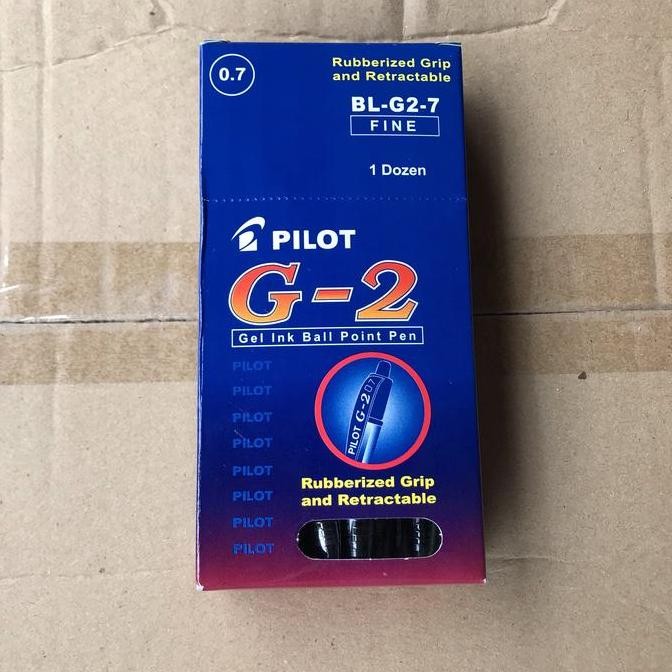 0.7
Rubberized Grip
and Retractable
BL-G2-7
FINE
1 Dozen
PILOT
G-2
Gel Ink Ball Point Pen
PILOT
PILOT
PILOT
PILOT
PILOT
PILOT
PILOT
PILOT
PILOT G-2 07
Rubberized Grip
and Retractable